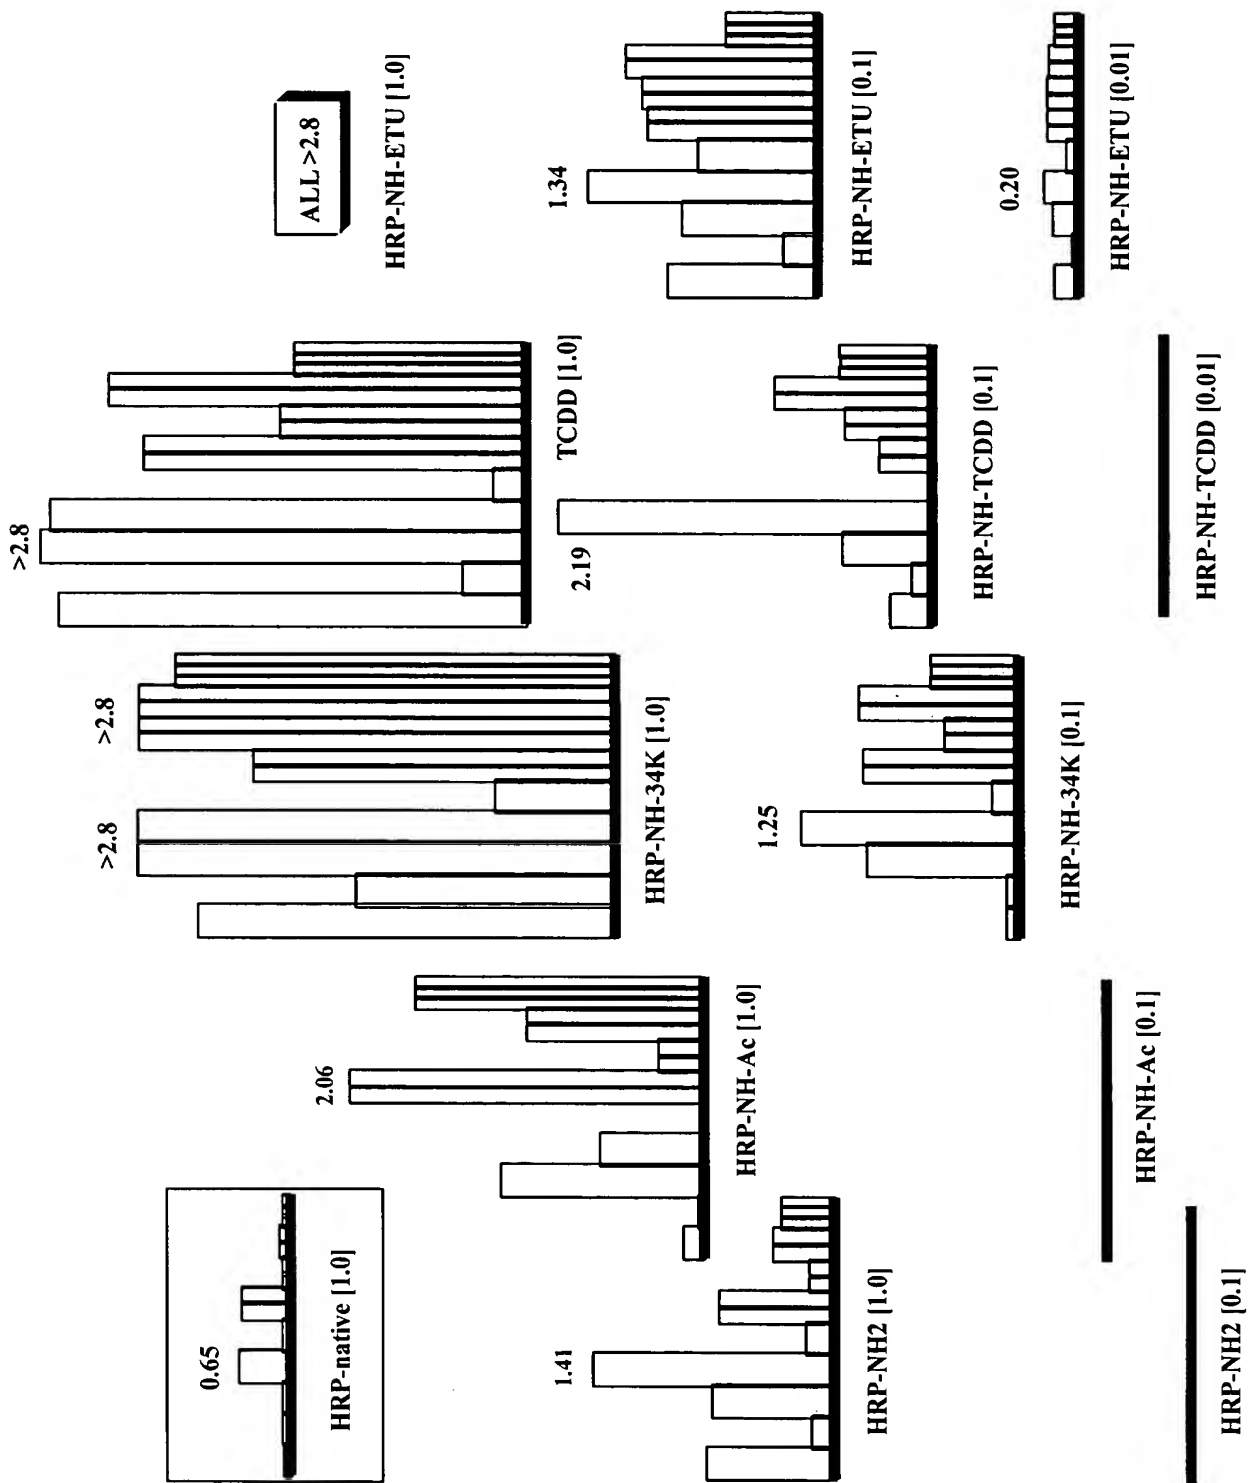 0.65
HRP-native [1.0]
1.41
HRP-NH2 [1.0]
HRP-NH2 [0.1]
2.06
HRP-NH-Ac [1.0]
HRP-NH-Ac [0.1]
>2.8
>2.8
HRP-NH-34K [1.0]
1.25
HRP-NH-34K [0.1]
>2.8
TCDD [1.0]
2.19
HRP-NH-TCDD [0.1]
HRP-NH-TCDD [0.01]
ALL >2.8
HRP-NH-ETU [1.0]
1.34
HRP-NH-ETU [0.1]
0.20
HRP-NH-ETU [0.01]